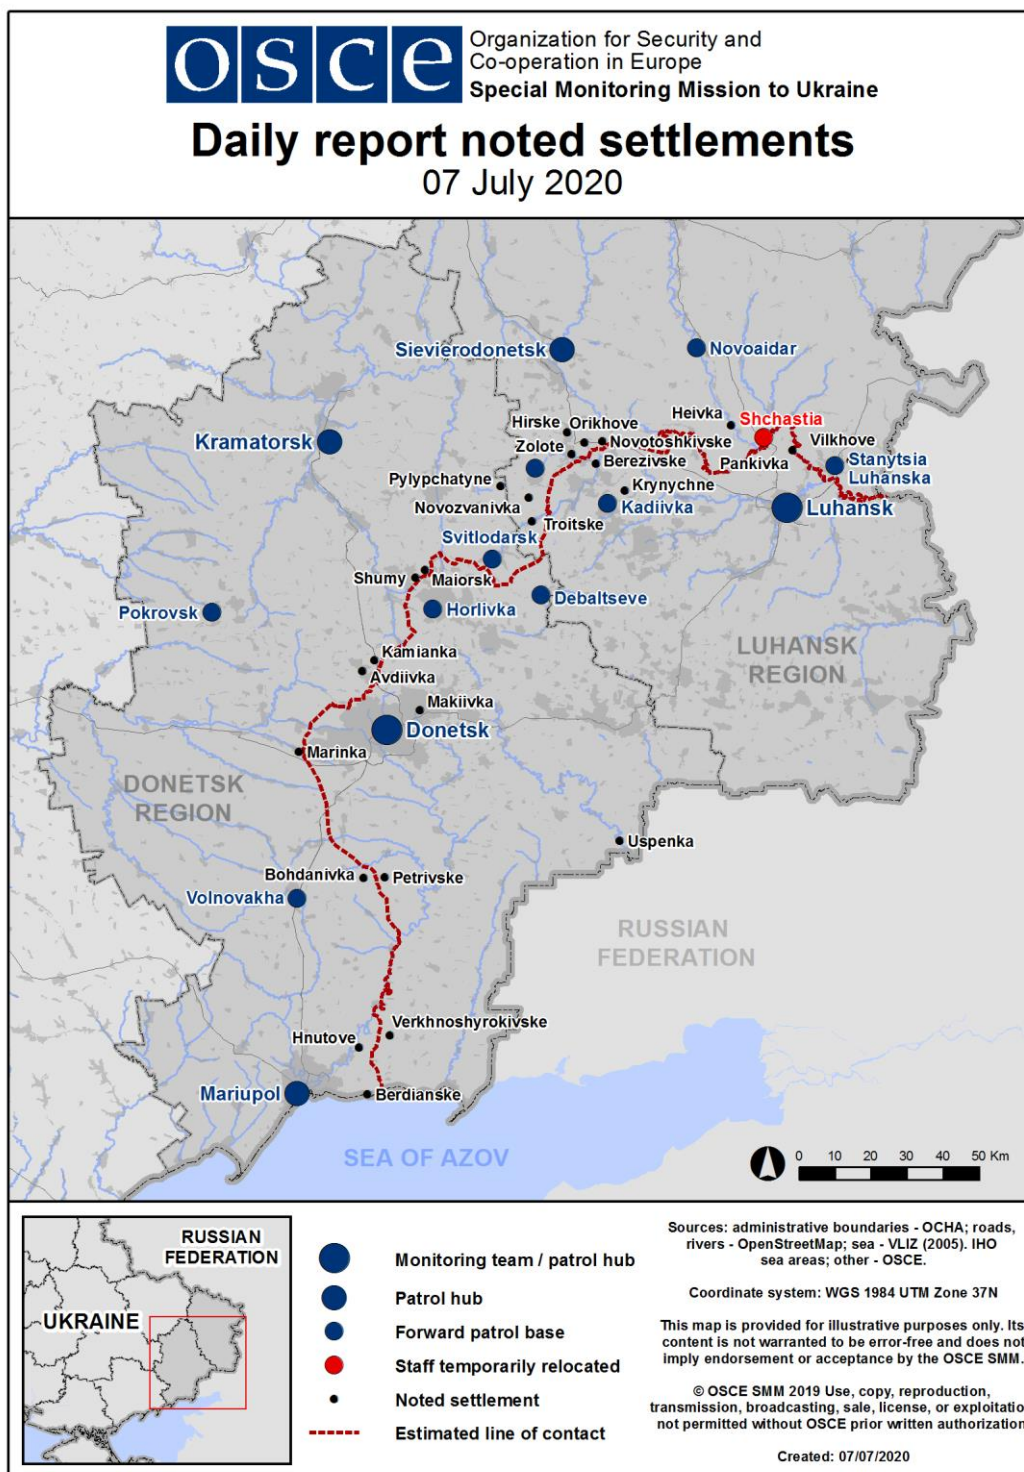 osce
Organization for Security and
Co-operation in Europe
Special Monitoring Mission to Ukraine
Daily report noted settlements
07 July 2020
Sievierodonetsk
Novoaidar
Kramatorsk
Hirske
Orikhove
Heivka
Shchastia
Zolote
Novotoshkivske
Vilkhove
Berezivske
Pankivka
Stanytsia
Luhanska
Pylypchatyne
Krynychne
Novozvanivka
Kadiivka
Luhansk
Troitske
Svitlodarsk
Shumy
Maiorsk
Pokrovsk
Horlivka
Debaltseve
Kamianka
Avdiivka
LUHANSK
REGION
Makiivka
Donetsk
Marinka
DONETSK
REGION
Uspenka
Bohdanivka
Petrivske
Volnovakha
RUSSIAN
FEDERATION
Verkhnoshyrokivske
Hnutove
Mariupol
Berdianske
SEA OF AZOV
0 10 20 30 40 50 Km
RUSSIAN
FEDERATION
UKRAINE
Monitoring team / patrol hub
Patrol hub
Forward patrol base
Staff temporarily relocated
Noted settlement
Estimated line of contact
Sources: administrative boundaries - OCHA; roads,
rivers - OpenStreetMap; sea - VLIZ (2005). IHO
sea areas; other - OSCE.
Coordinate system: WGS 1984 UTM Zone 37N
This map is provided for illustrative purposes only. Its
content is not warranted to be error-free and does not
imply endorsement or acceptance by the OSCE SMM.
© OSCE SMM 2019 Use, copy, reproduction,
transmission, broadcasting, sale, license, or exploitatio
not permitted without OSCE prior written authorization
Created: 07/07/2020